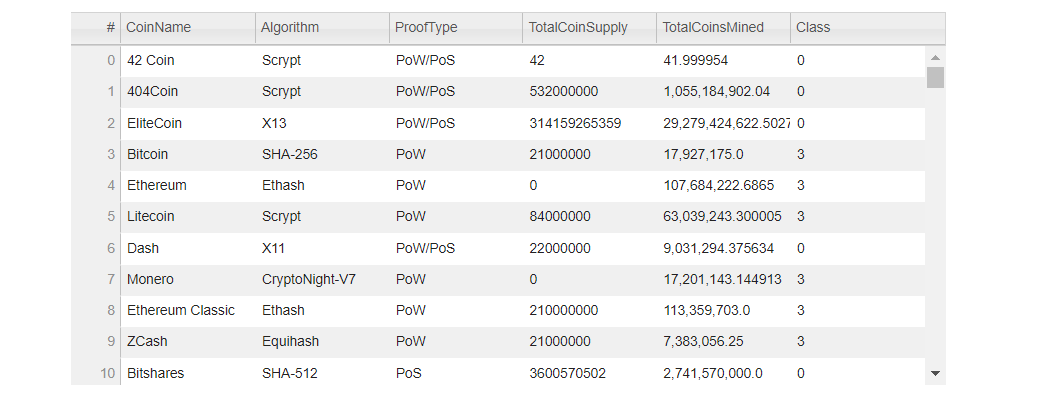 # CoinName Algorithm ProofType TotalCoinSupply TotalCoinsMined Class
0 42 Coin Scrypt PoW/PoS 42 41.999954 0
1 404Coin Scrypt PoW/PoS 532000000 1,055,184,902.04 0
2 EliteCoin X13 PoW/PoS 314159265359 29,279,424,622.5027 0
3 Bitcoin SHA-256 PoW 21000000 17,927,175.0 3
4 Ethereum Ethash PoW 0 107,684,222.6865 3
5 Litecoin Scrypt PoW 84000000 63,039,243.300005 3
6 Dash X11 PoW/PoS 22000000 9,031,294.375634 0
7 Monero CryptoNight-V7 PoW 0 17,201,143.144913 3
8 Ethereum Classic Ethash PoW 210000000 113,359,703.0 3
9 ZCash Equihash PoW 21000000 7,383,056.25 3
10 Bitshares SHA-512 PoS 3600570502 2,741,570,000.0 0